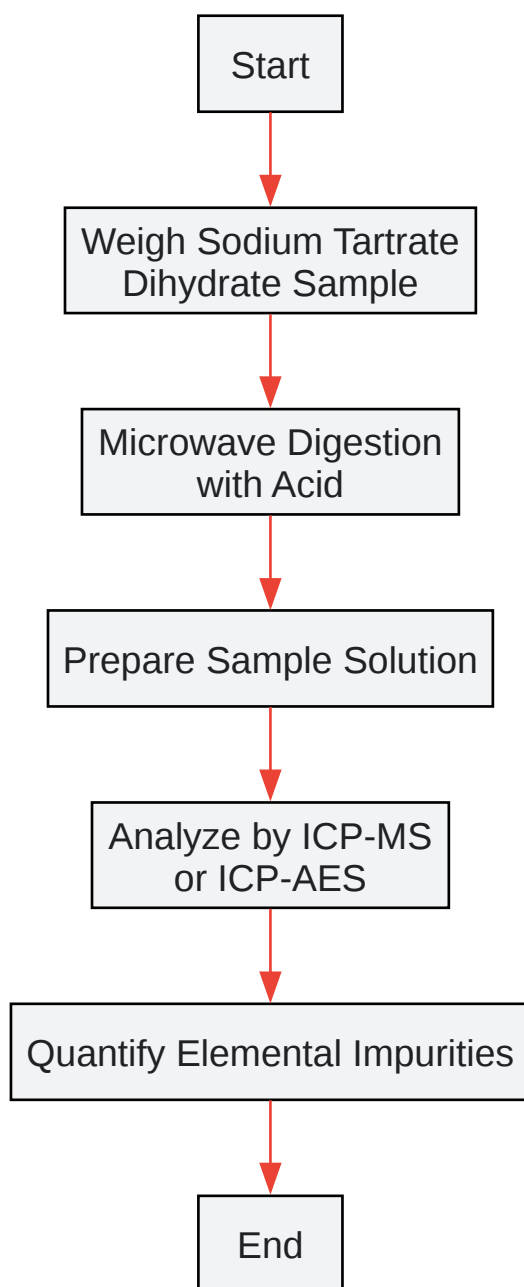 Start
Weigh Sodium Tartrate
Dihydrate Sample
Microwave Digestion
with Acid
Prepare Sample Solution
Analyze by ICP-MS
or ICP-AES
Quantify Elemental Impurities
End